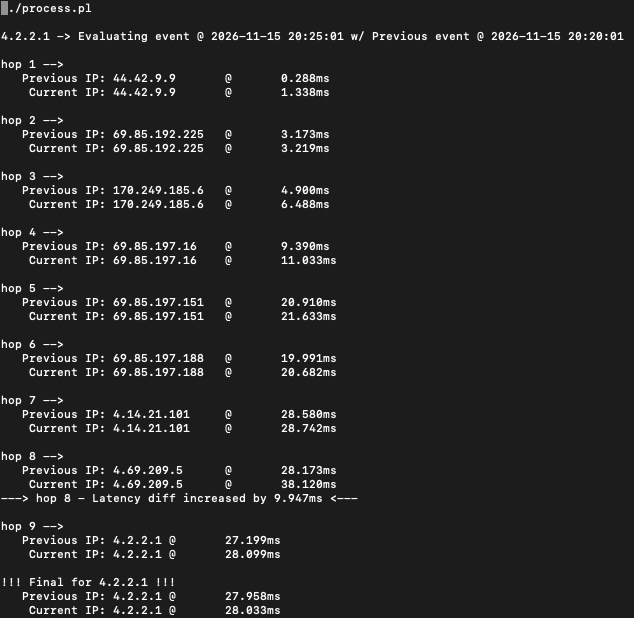 ./process.pl
4.2.2.1 -> Evaluating event @ 2026-11-15 20:25:01 w/ Previous event @ 2026-11-15 20:20:01
hop 1 -->
Previous IP: 44.42.9.9 @ 0.288ms
Current IP: 44.42.9.9 @ 1.338ms
hop 2 -->
Previous IP: 69.85.192.225 @ 3.173ms
Current IP: 69.85.192.225 @ 3.219ms
hop 3 -->
Previous IP: 170.249.185.6 @ 4.900ms
Current IP: 170.249.185.6 @ 6.488ms
hop 4 -->
Previous IP: 69.85.197.16 @ 9.390ms
Current IP: 69.85.197.16 @ 11.033ms
hop 5 -->
Previous IP: 69.85.197.151 @ 20.910ms
Current IP: 69.85.197.151 @ 21.633ms
hop 6 -->
Previous IP: 69.85.197.188 @ 19.991ms
Current IP: 69.85.197.188 @ 20.682ms
hop 7 -->
Previous IP: 4.14.21.101 @ 28.580ms
Current IP: 4.14.21.101 @ 28.742ms
hop 8 -->
Previous IP: 4.69.209.5 @ 28.173ms
Current IP: 4.69.209.5 @ 38.120ms
---> hop 8 - Latency diff increased by 9.947ms <---
hop 9 -->
Previous IP: 4.2.2.1 @ 27.199ms
Current IP: 4.2.2.1 @ 28.099ms
!!! Final for 4.2.2.1 !!!
Previous IP: 4.2.2.1 @ 27.958ms
Current IP: 4.2.2.1 @ 28.033ms